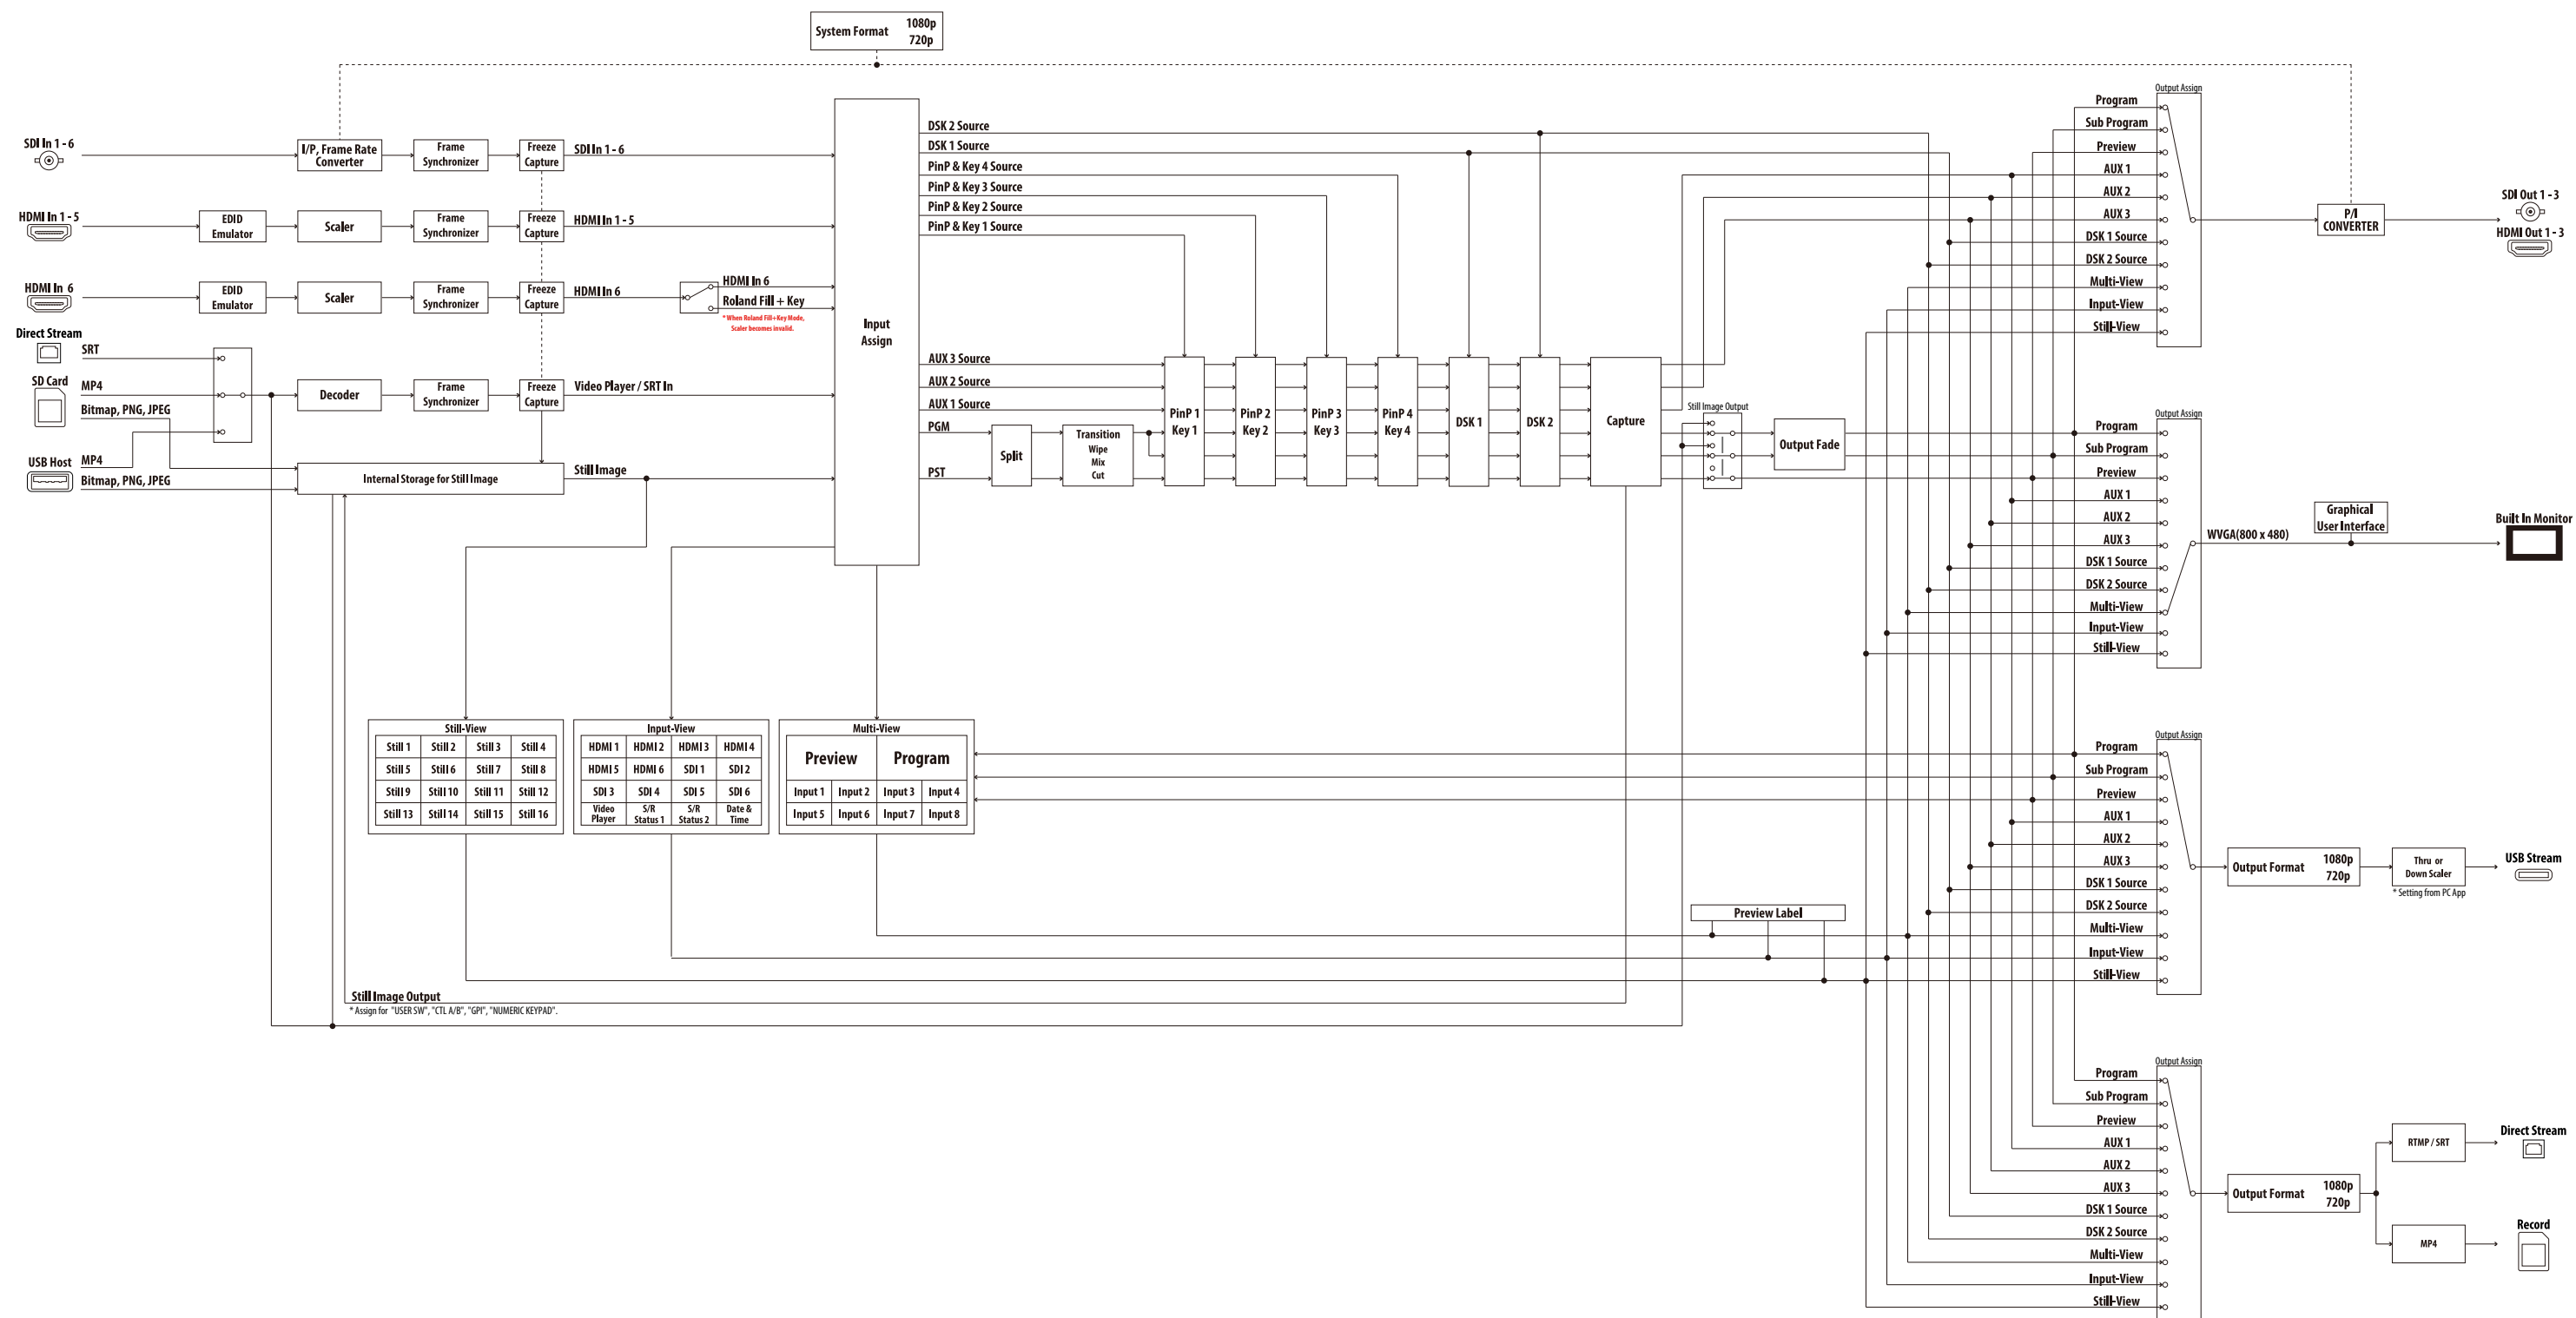 System Format 1080p
720p
SDI In 1 - 6
I/P, Frame Rate
Converter
Frame
Synchronizer
Freeze
Capture
SDI In 1 - 6
HDMI In 1 - 5
EDID
Emulator
Scaler
Frame
Synchronizer
Freeze
Capture
HDMI In 1 - 5
HDMI In 6
EDID
Emulator
Scaler
Frame
Synchronizer
Freeze
Capture
HDMI In 6
HDMI In 6
Roland Fill + Key
* When Roland Fill+Key Mode,
Scaler becomes invalid.
Direct Stream
SRT
SD Card
MP4
Bitmap, PNG, JPEG
USB Host
MP4
Bitmap, PNG, JPEG
Decoder
Frame
Synchronizer
Freeze
Capture
Video Player / SRT In
Internal Storage for Still Image
Still Image
Input
Assign
DSK 2 Source
DSK 1 Source
PinP & Key 4 Source
PinP & Key 3 Source
PinP & Key 2 Source
PinP & Key 1 Source
AUX 3 Source
AUX 2 Source
AUX 1 Source
PGM
PST
Split
Transition
Wipe
Mix
Cut
PinP 1
Key 1
PinP 2
Key 2
PinP 3
Key 3
PinP 4
Key 4
DSK 1
DSK 2
Capture
Still Image Output
Output Fade
Still-View
Still 1 Still 2 Still 3 Still 4
Still 5 Still 6 Still 7 Still 8
Still 9 Still 10 Still 11 Still 12
Still 13 Still 14 Still 15 Still 16
Input-View
HDMI 1 HDMI 2 HDMI 3 HDMI 4
HDMI 5 HDMI 6 SDI 1 SDI 2
SDI 3 SDI 4 SDI 5 SDI 6
Video
Player
S/R
Status 1
S/R
Status 2
Date &
Time
Multi-View
Preview Program
Input 1 Input 2 Input 3 Input 4
Input 5 Input 6 Input 7 Input 8
Preview Label
Still Image Output
* Assign for "USER SW", "CTL A/B", "GPI", "NUMERIC KEYPAD".
Output Assign
Program
Sub Program
Preview
AUX 1
AUX 2
AUX 3
DSK 1 Source
DSK 2 Source
Multi-View
Input-View
Still-View
P/I
CONVERTER
SDI Out 1 - 3
HDMI Out 1 - 3
Output Assign
Program
Sub Program
Preview
AUX 1
AUX 2
AUX 3
DSK 1 Source
DSK 2 Source
Multi-View
Input-View
Still-View
WVGA(800 x 480)
Graphical
User Interface
Built In Monitor
Output Assign
Program
Sub Program
Preview
AUX 1
AUX 2
AUX 3
DSK 1 Source
DSK 2 Source
Multi-View
Input-View
Still-View
Output Format 1080p
720p
Thru or
Down Scaler
* Setting from PC App
USB Stream
Output Assign
Program
Sub Program
Preview
AUX 1
AUX 2
AUX 3
DSK 1 Source
DSK 2 Source
Multi-View
Input-View
Still-View
Output Format 1080p
720p
RTMP / SRT
Direct Stream
MP4
Record